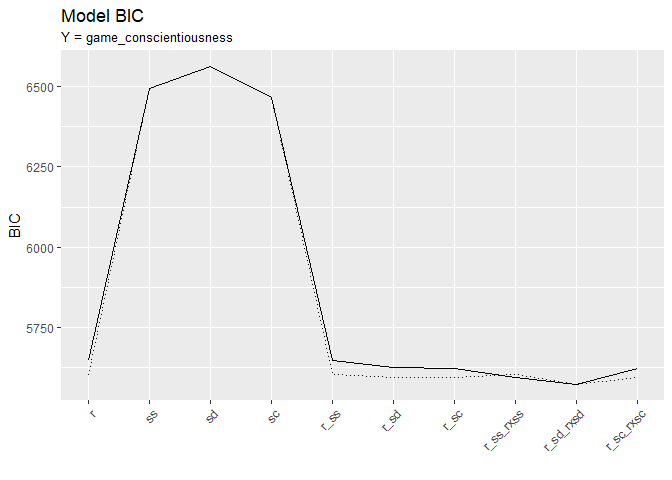 Model BIC
Y = game_conscientiousness
6500
6250
6000
5750
BIC
r
ss
sd
sc
r_ss
r_sd
r_sc
r_ss_rxss
r_sd_rxsd
r_sc_rxsc